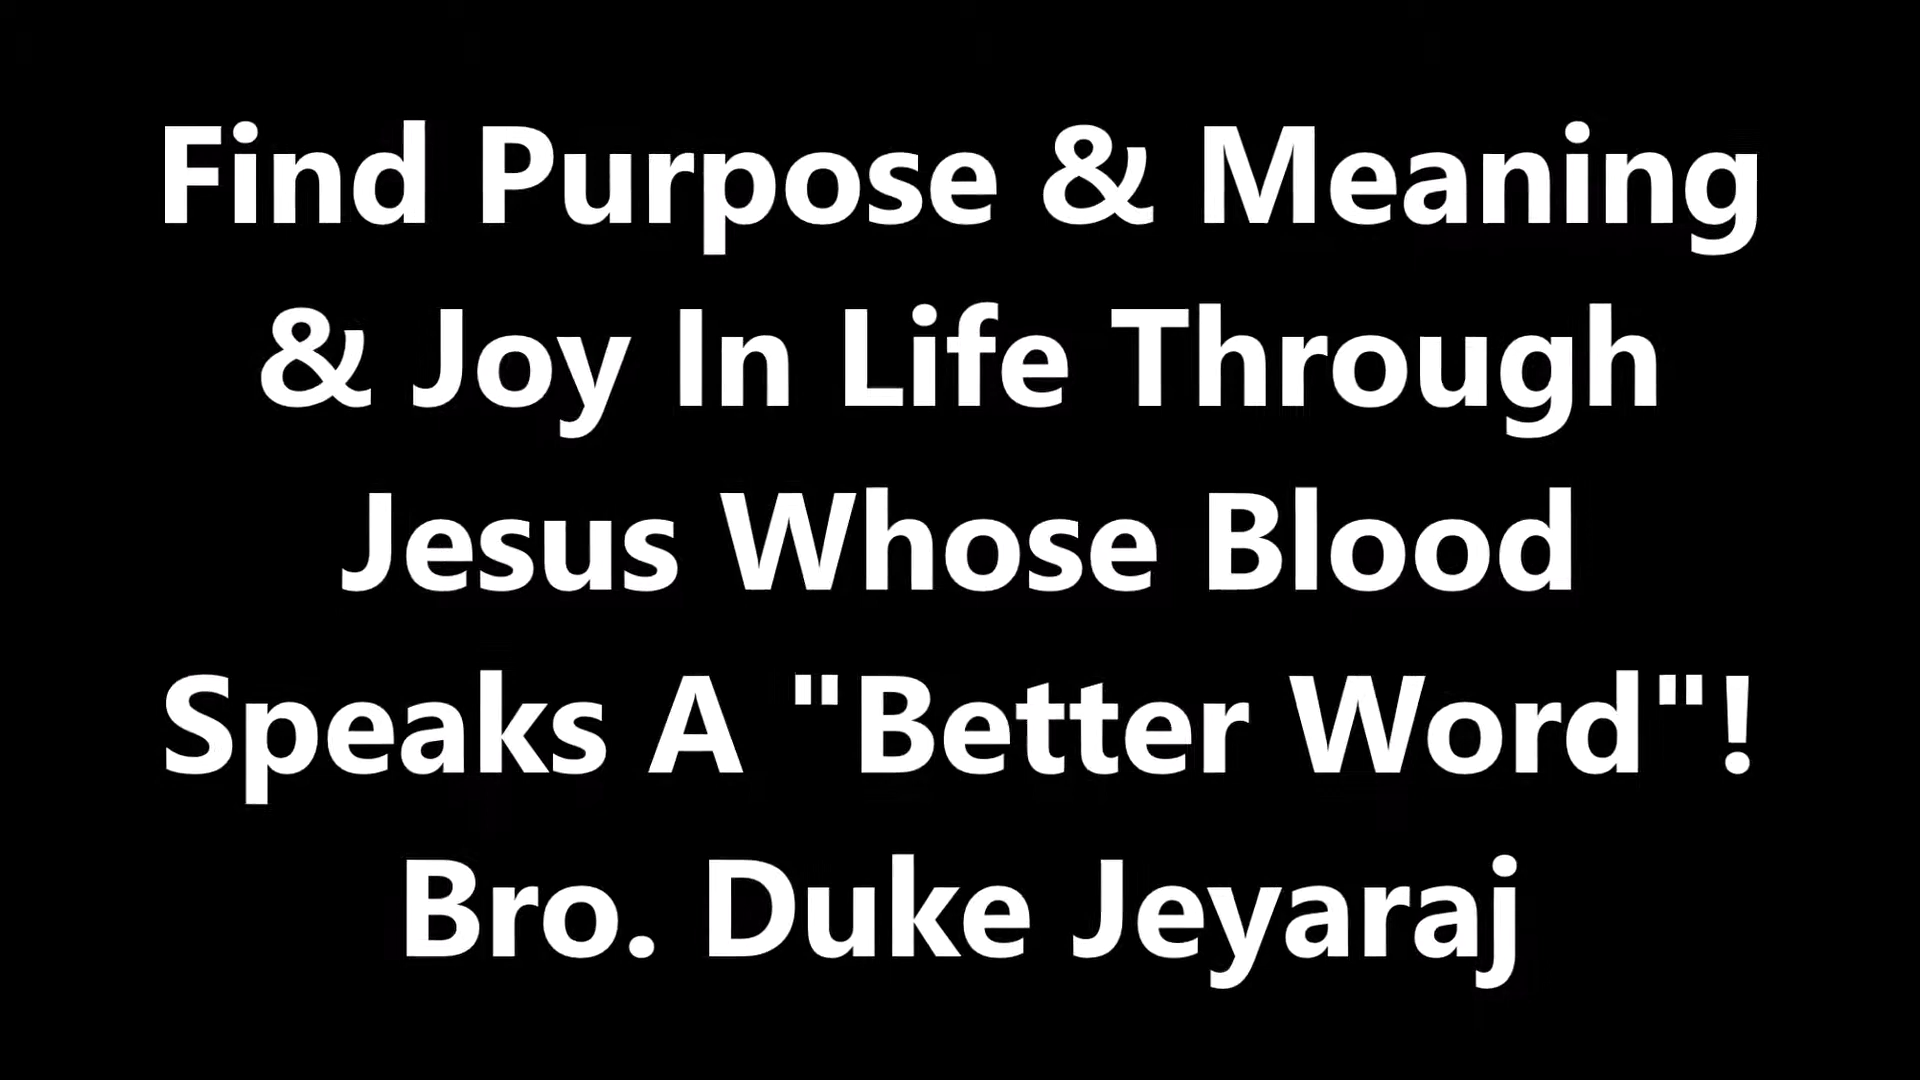 Find Purpose & Meaning
& Joy In Life Through
Jesus Whose Blood
Speaks A "Better Word"!
Bro. Duke Jeyaraj